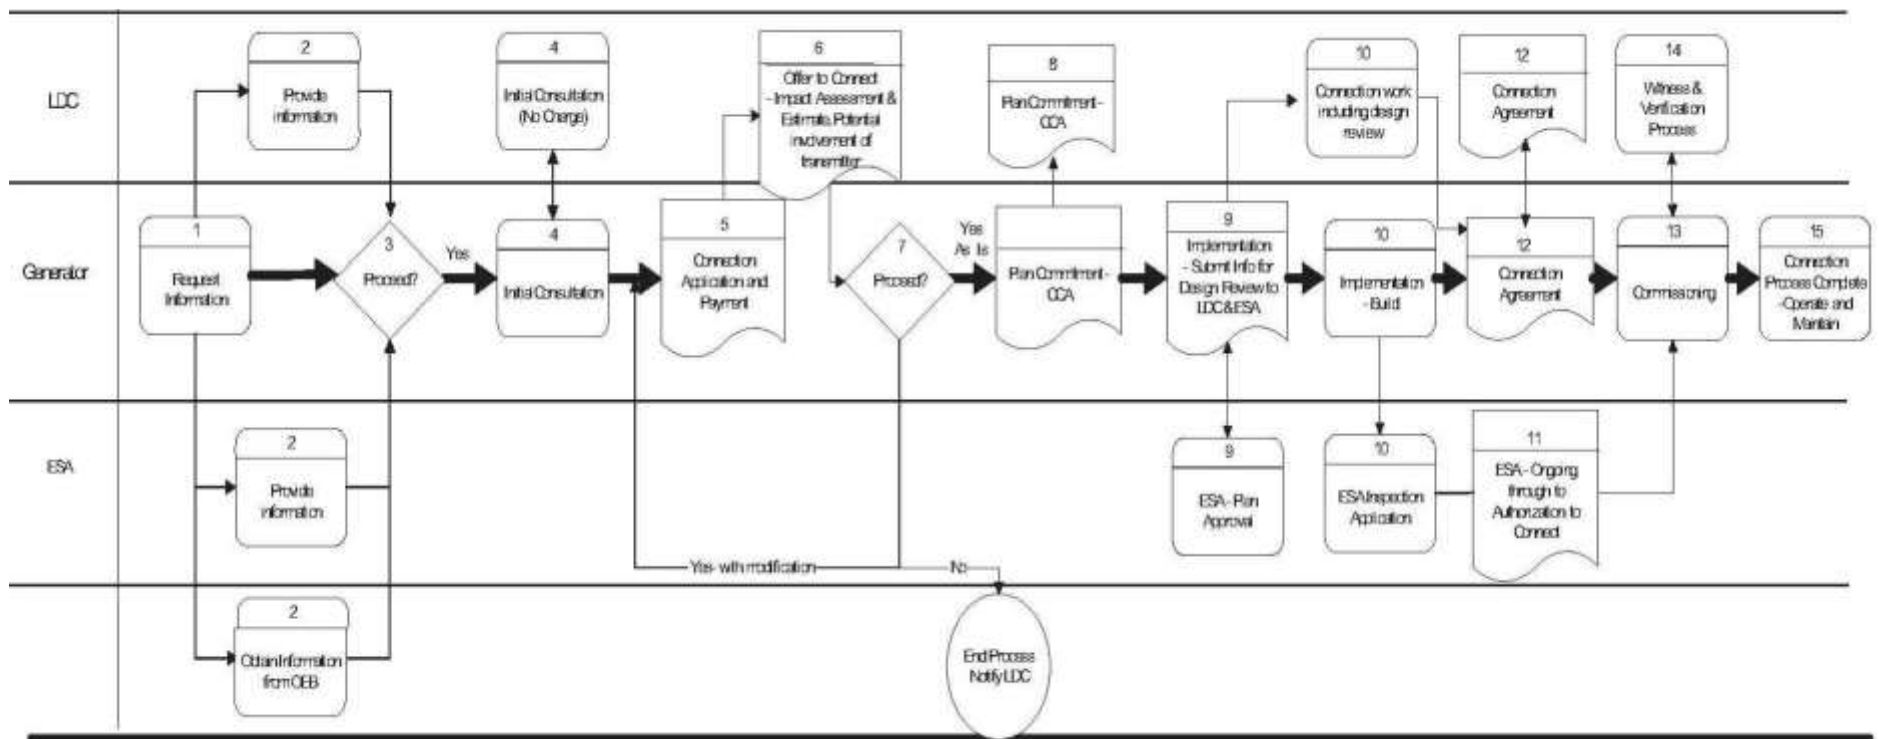 LDC
2
Provide
information
4
Initial Consultation
(No Charge)
6
Offer to Connect
- Impact Assessment &
Estimate, Potential
involvement of
transmitter
8
Plan Commitment -
CCA
10
Connection work
including design
review
12
Connection
Agreement
14
Witness &
Verification
Process
Generator
1
Request
Information
3
Proceed?
Yes
4
Initial Consultation
5
Connection
Application and
Payment
7
Proceed?
Yes
As Is
Plan Commitment -
CCA
9
Implementation
- Submit Info for
Design Review to
LDC & ESA
10
Implementation
- Build
12
Connection
Agreement
13
Commissioning
15
Connection
Process Complete
- Operate and
Maintain
ESA
2
Provide
information
9
ESA - Plan
Approval
10
ESA Inspection
Application
11
ESA - Ongoing
through to
Authorization to
Connect
Yes- with modification
No
2
Obtain Information
from OEB
End Process
Notify LDC